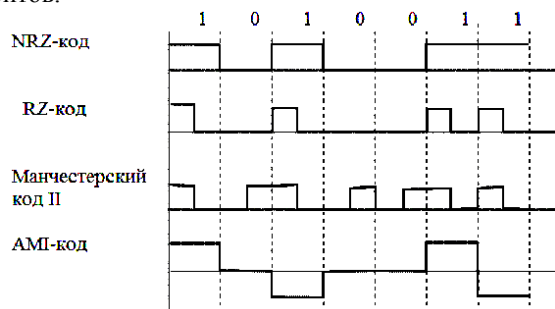 1 0 1 0 0 1 1
NRZ-код
RZ-код
Манчестерский
код II
AMI-код